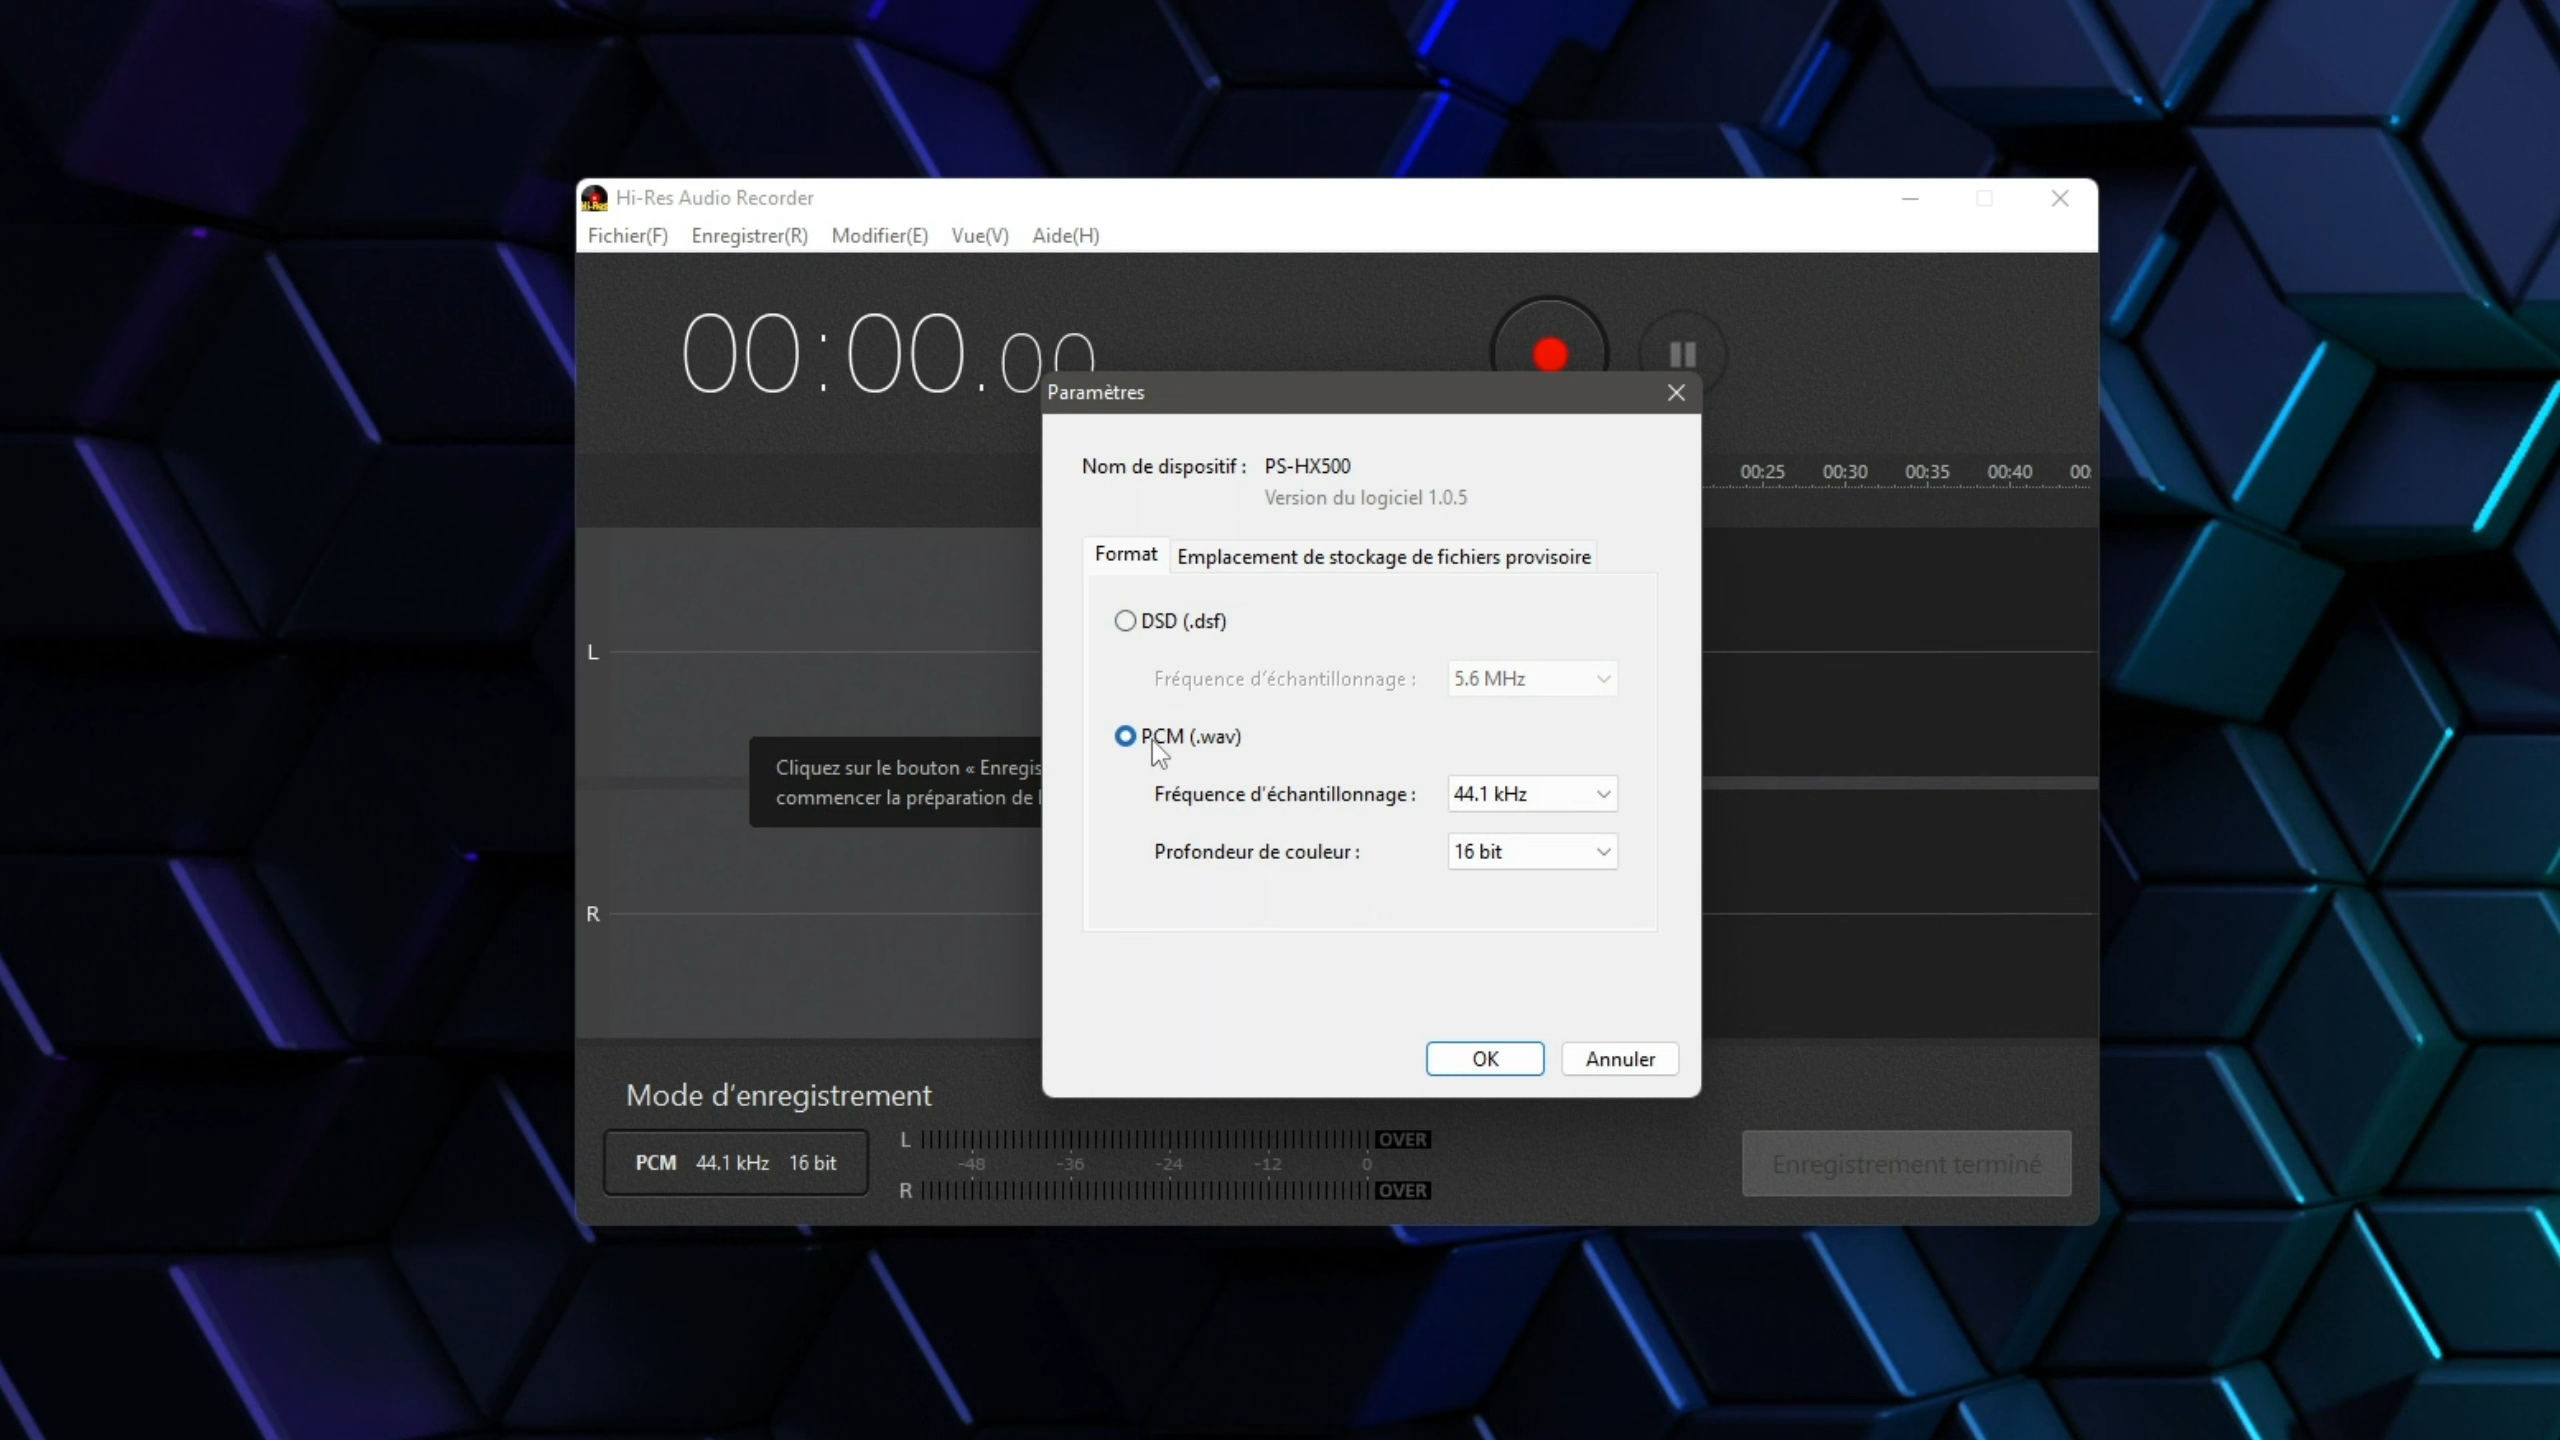 Hi-Res Audio Recorder
Fichier(F) Enregistrer(R) Modifier(E) Vue(V) Aide(H)
00:00.00
Paramètres
Nom de dispositif : PS-HX500
Version du logiciel 1.0.5
00:25 00:30 00:35 00:40 00:
Format Emplacement de stockage de fichiers provisoire
DSD (.dsf)
Fréquence d'échantillonnage : 5.6 MHz
L
PCM (.wav)
Cliquez sur le bouton « Enregis
commencer la préparation de l
Fréquence d'échantillonnage : 44.1 kHz
Profondeur de couleur : 16 bit
R
OK Annuler
Mode d'enregistrement
PCM 44.1 kHz 16 bit
L OVER
-48 -36 -24 -12 0
R OVER
Enregistrement terminé